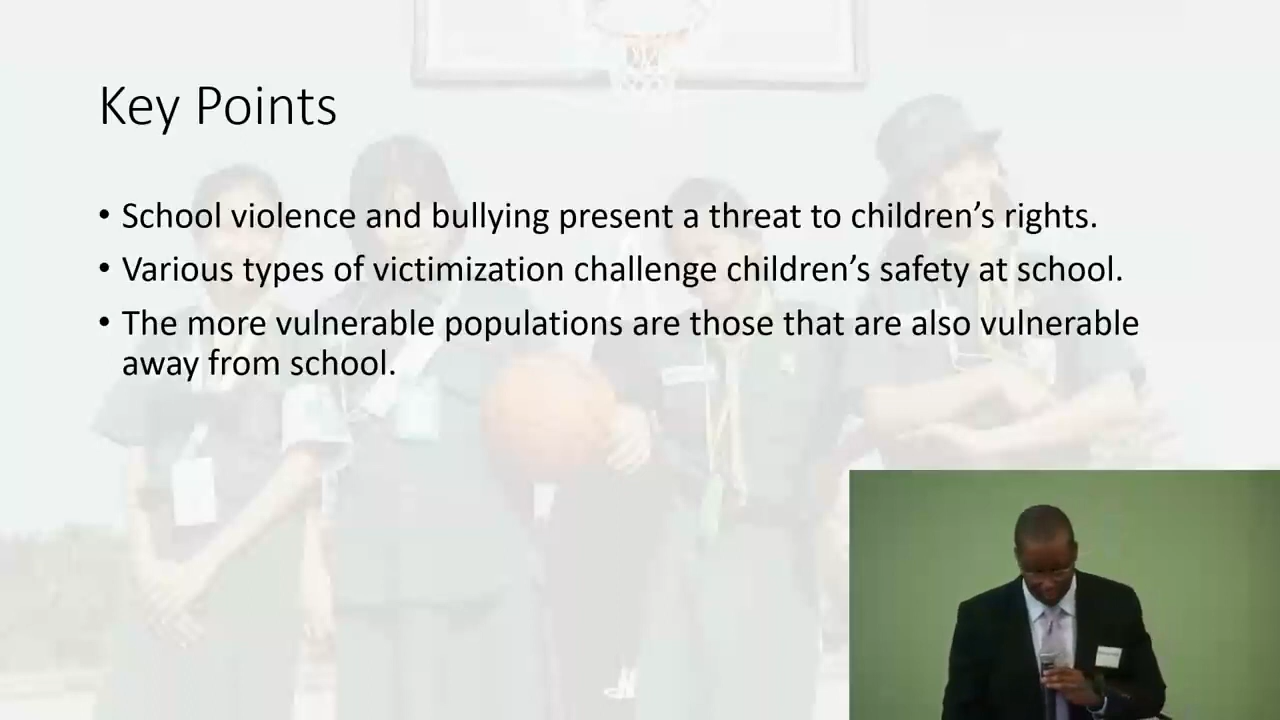 Key Points
• School violence and bullying present a threat to children’s rights.
• Various types of victimization challenge children’s safety at school.
• The more vulnerable populations are those that are also vulnerable
away from school.